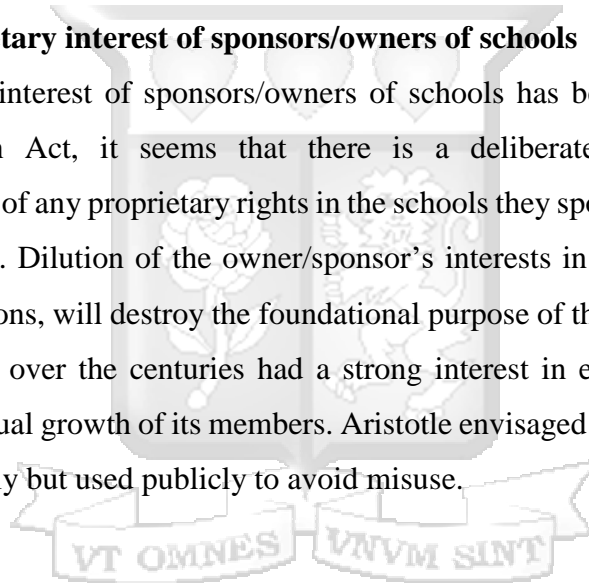 tary interest of sponsors/owners of schools
interest of sponsors/owners of schools has be
Act, it seems that there is a deliberate
of any proprietary rights in the schools they spo
. Dilution of the owner/sponsor's interests in
ons, will destroy the foundational purpose of th
over the centuries had a strong interest in e
ual growth of its members. Aristotle envisaged
y but used publicly to avoid misuse.
VT OMNES VNVM SINT